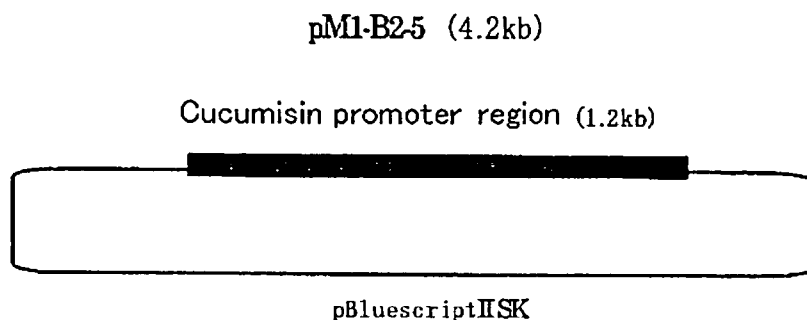 pM1-B2-5 (4.2kb)
Cucumisin promoter region (1.2kb)
pBluescriptⅡSK